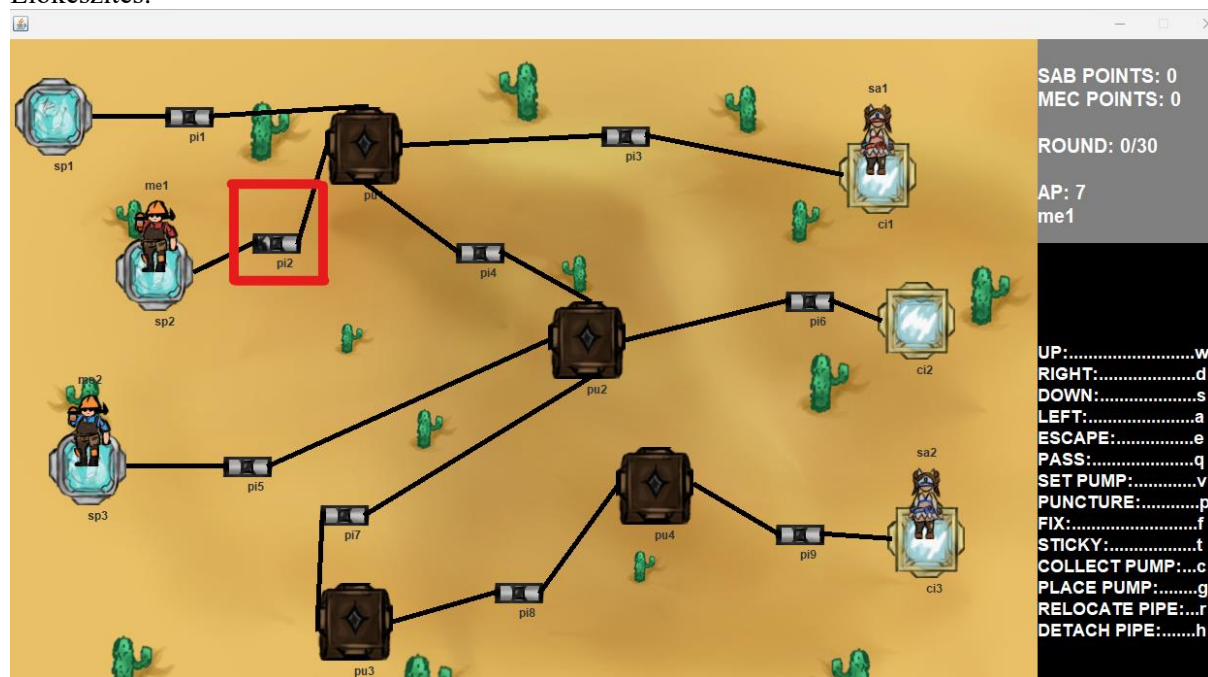 Előkészítés:
SAB POINTS: 0
MEC POINTS: 0
ROUND: 0/30
AP: 7
me1
sa1
pi1
pi3
sp1
me1
pu1
ci1
pi2
pi4
sp2
pi6
ci2
me2
pu2
sa2
pi5
sp3
pi7
pu4
pi9
ci3
pi8
pu3
UP:..........................w
RIGHT:....................d
DOWN:....................s
LEFT:.......................a
ESCAPE:................e
PASS:......................q
SET PUMP:.............v
PUNCTURE:............p
FIX:..........................f
STICKY:..................t
COLLECT PUMP:...c
PLACE PUMP:........g
RELOCATE PIPE:...r
DETACH PIPE:.......h